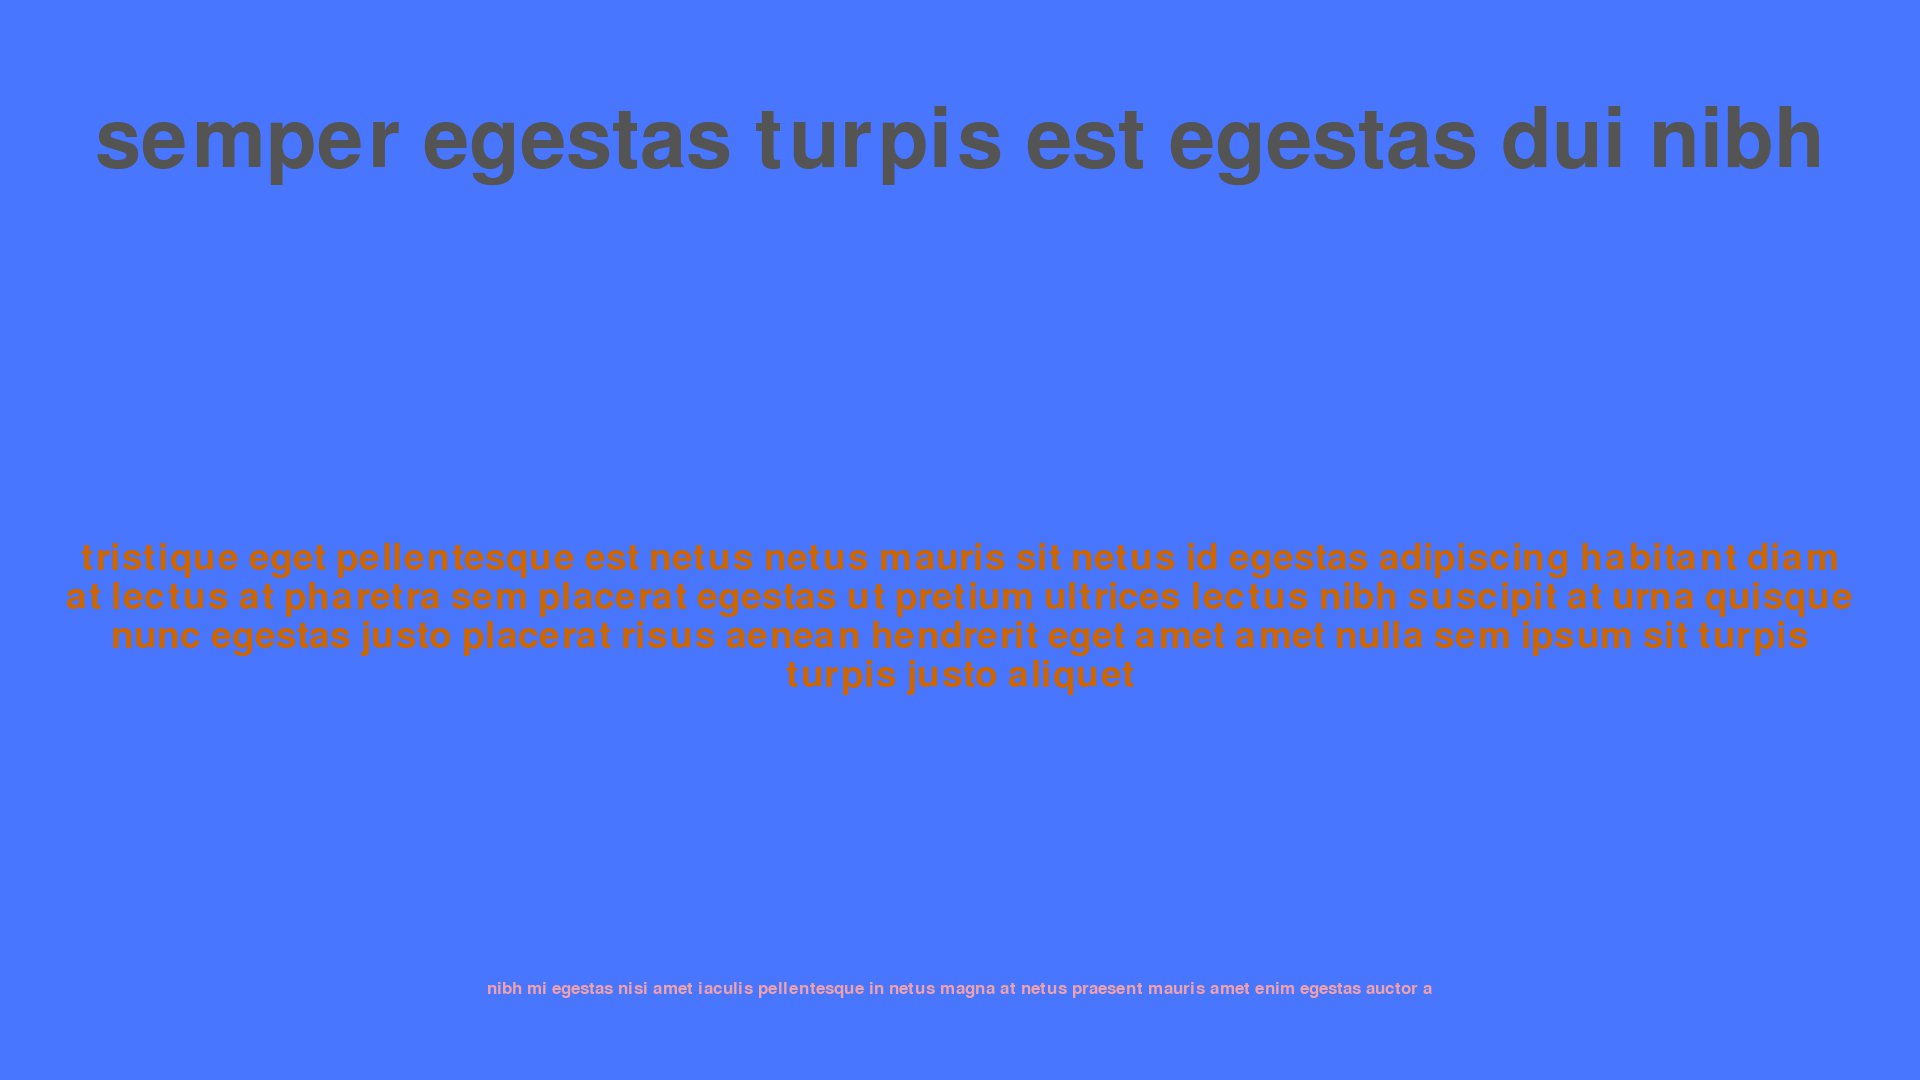 semper egestas turpis est egestas dui nibh
tristique eget pellentesque est netus netus mauris sit netus id egestas adipiscing habitant diam
at lectus at pharetra sem placerat egestas ut pretium ultrices lectus nibh suscipit at urna quisque
nunc egestas justo placerat risus aenean hendrerit eget amet amet nulla sem ipsum sit turpis
turpis justo aliquet
nibh mi egestas nisi amet iaculis pellentesque in netus magna at netus praesent mauris amet enim egestas auctor a